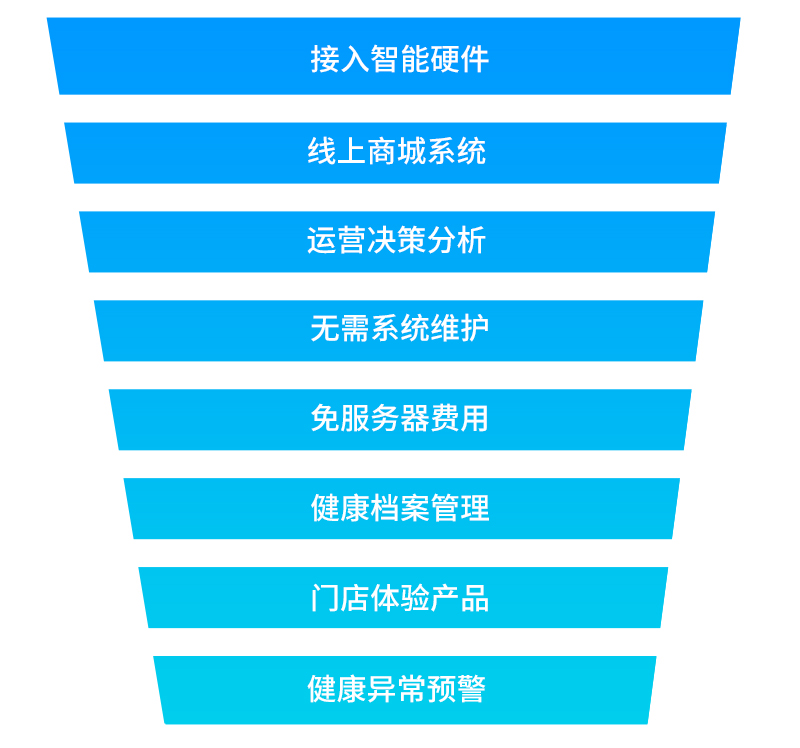 接入智能硬件
线上商城系统
运营决策分析
无需系统维护
免服务器费用
健康档案管理
门店体验产品
健康异常预警